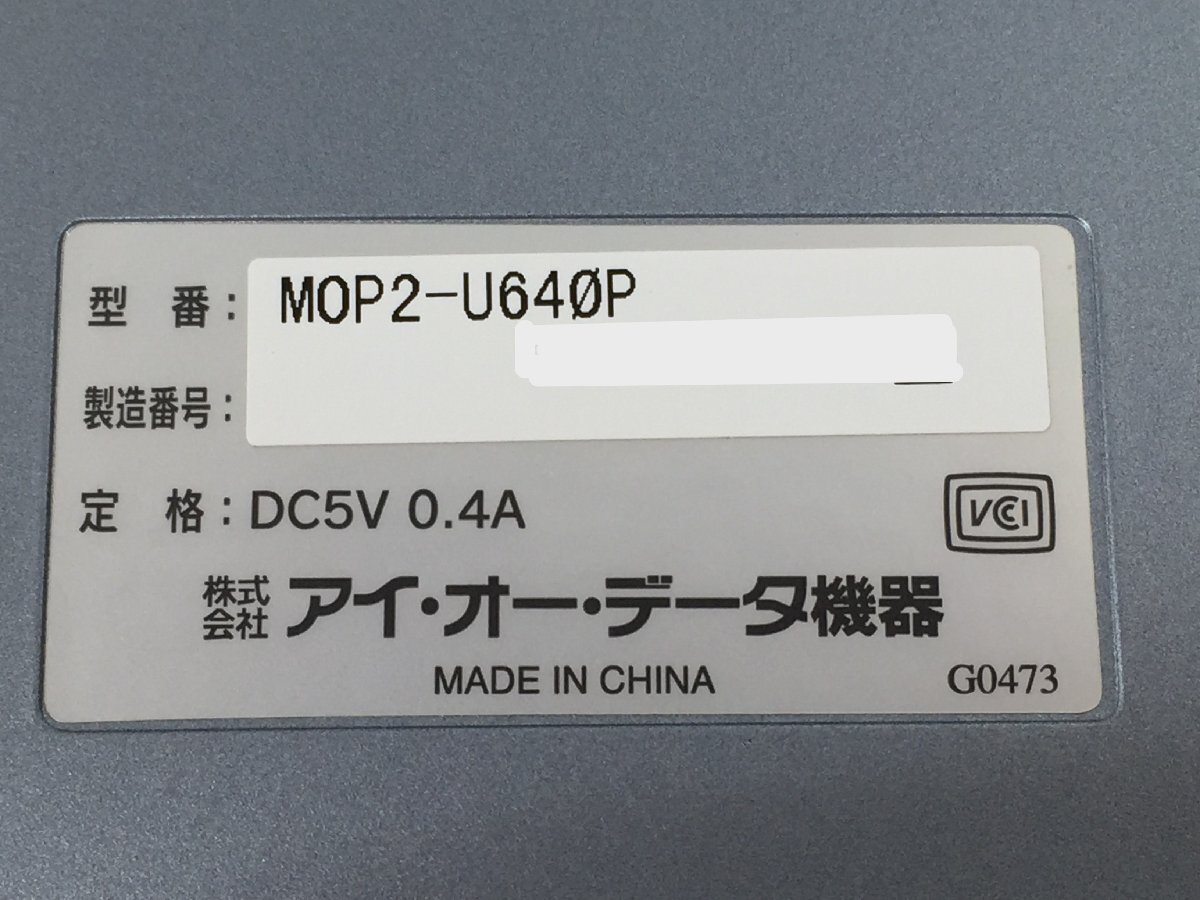 型 番: MOP2-U640P
製造番号:
定 格: DC5V 0.4A
VCCI
株式会社 アイ・オー・データ機器
MADE IN CHINA
G0473